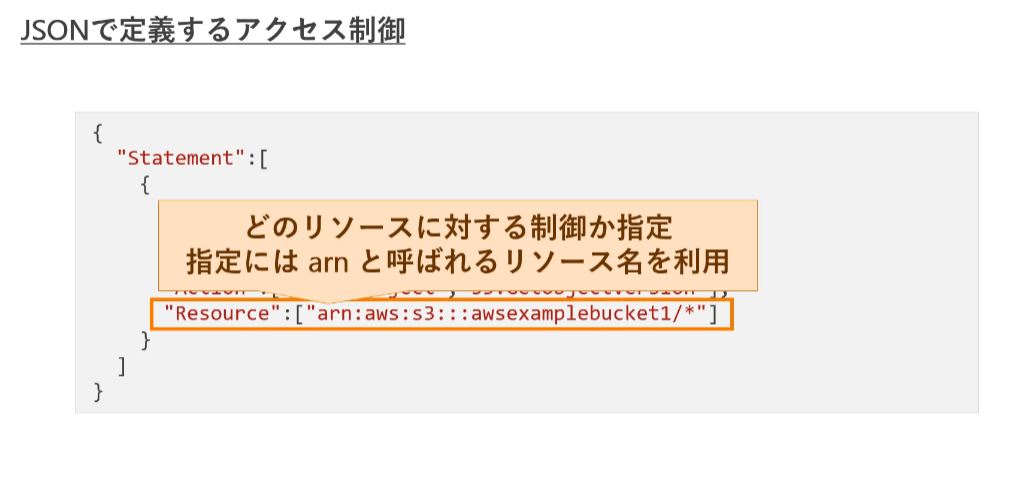 JSONで定義するアクセス制御
{
"Statement":[
{
どのリソースに対する制御か指定
指定には arn と呼ばれるリソース名を利用
"Resource":["arn:aws:s3:::awsexamplebucket1/*"]
}
]
}